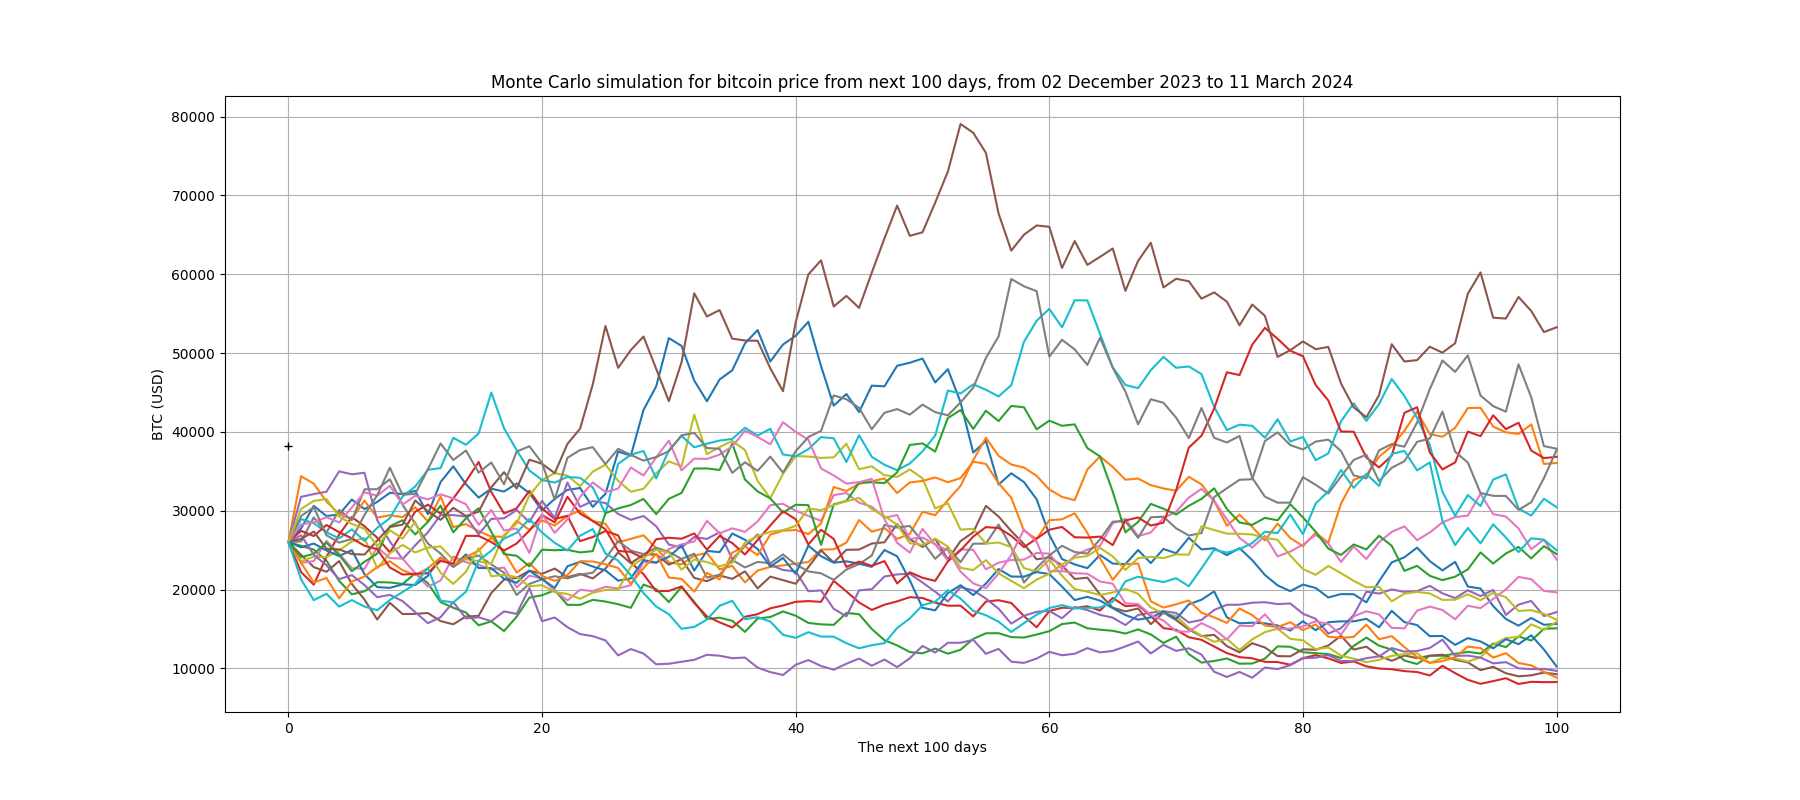 Monte Carlo simulation for bitcoin price from next 100 days, from 02 December 2023 to 11 March 2024
80000
70000
60000
50000
40000
30000
20000
10000
BTC (USD)
0 20 40 60 80 100
The next 100 days